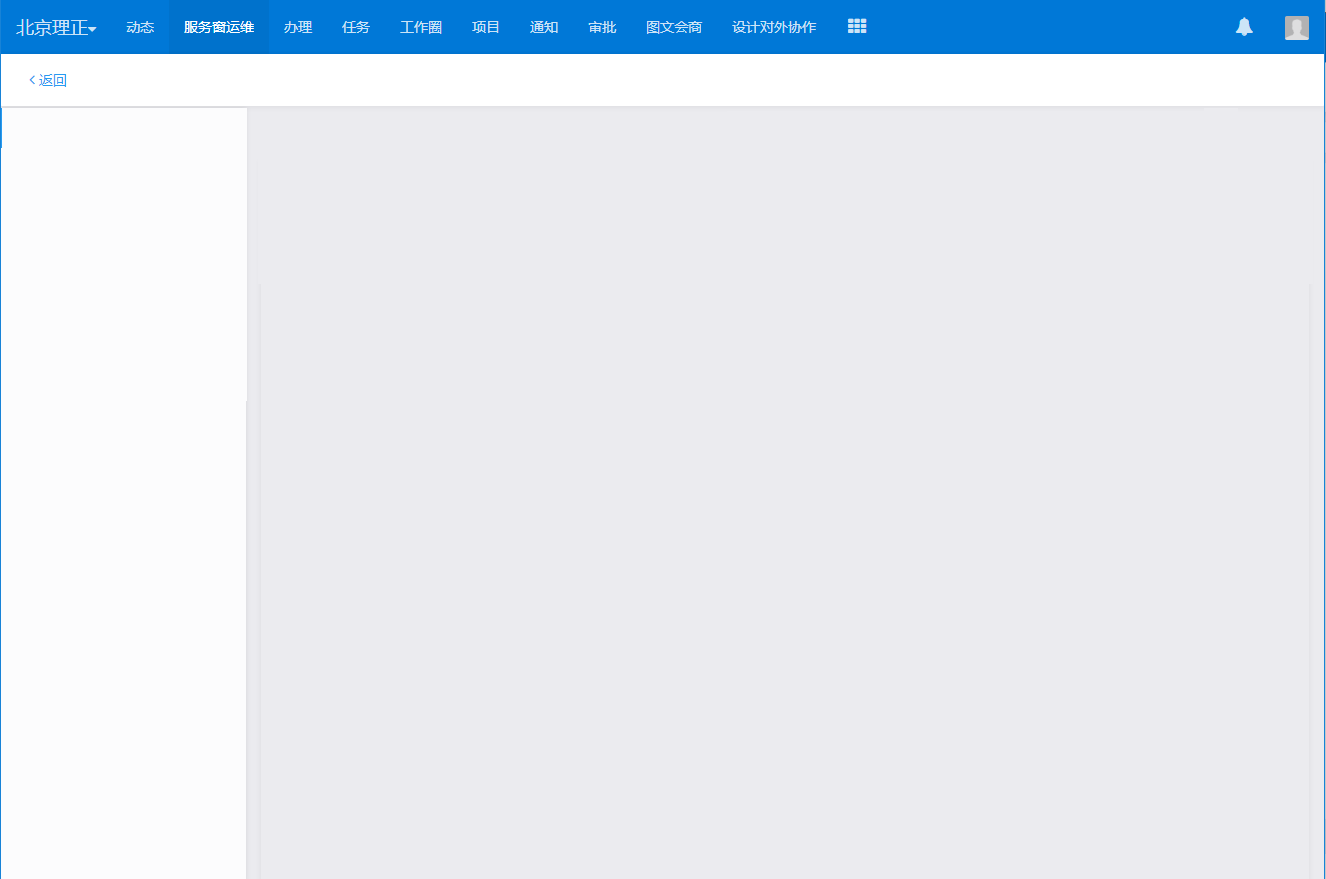 北京理正 动态 服务窗运维 办理 任务 工作圈 项目 通知 审批 图文会商 设计对外协作
返回